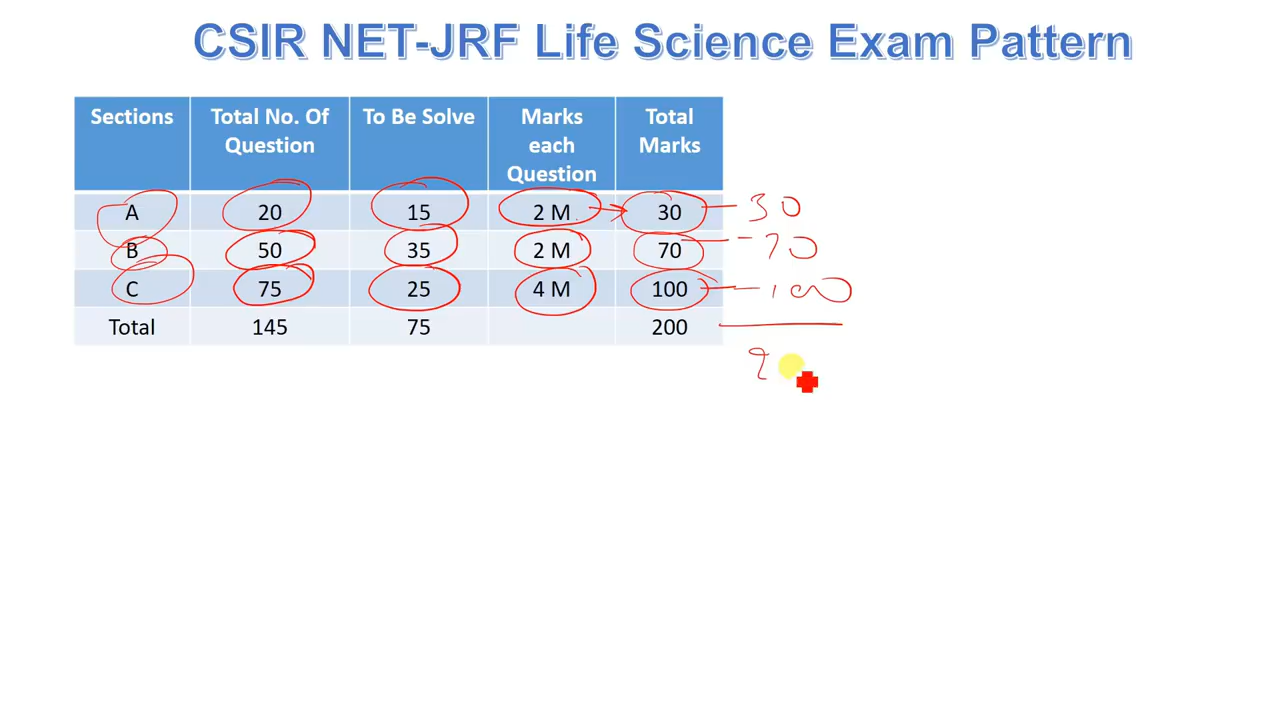 CSIR NET-JRF Life Science Exam Pattern
Sections Total No. Of Question To Be Solve Marks each Question Total Marks
A 20 15 2 M 30 30
B 50 35 2 M 70 70
C 75 25 4 M 100 100
Total 145 75 200
2